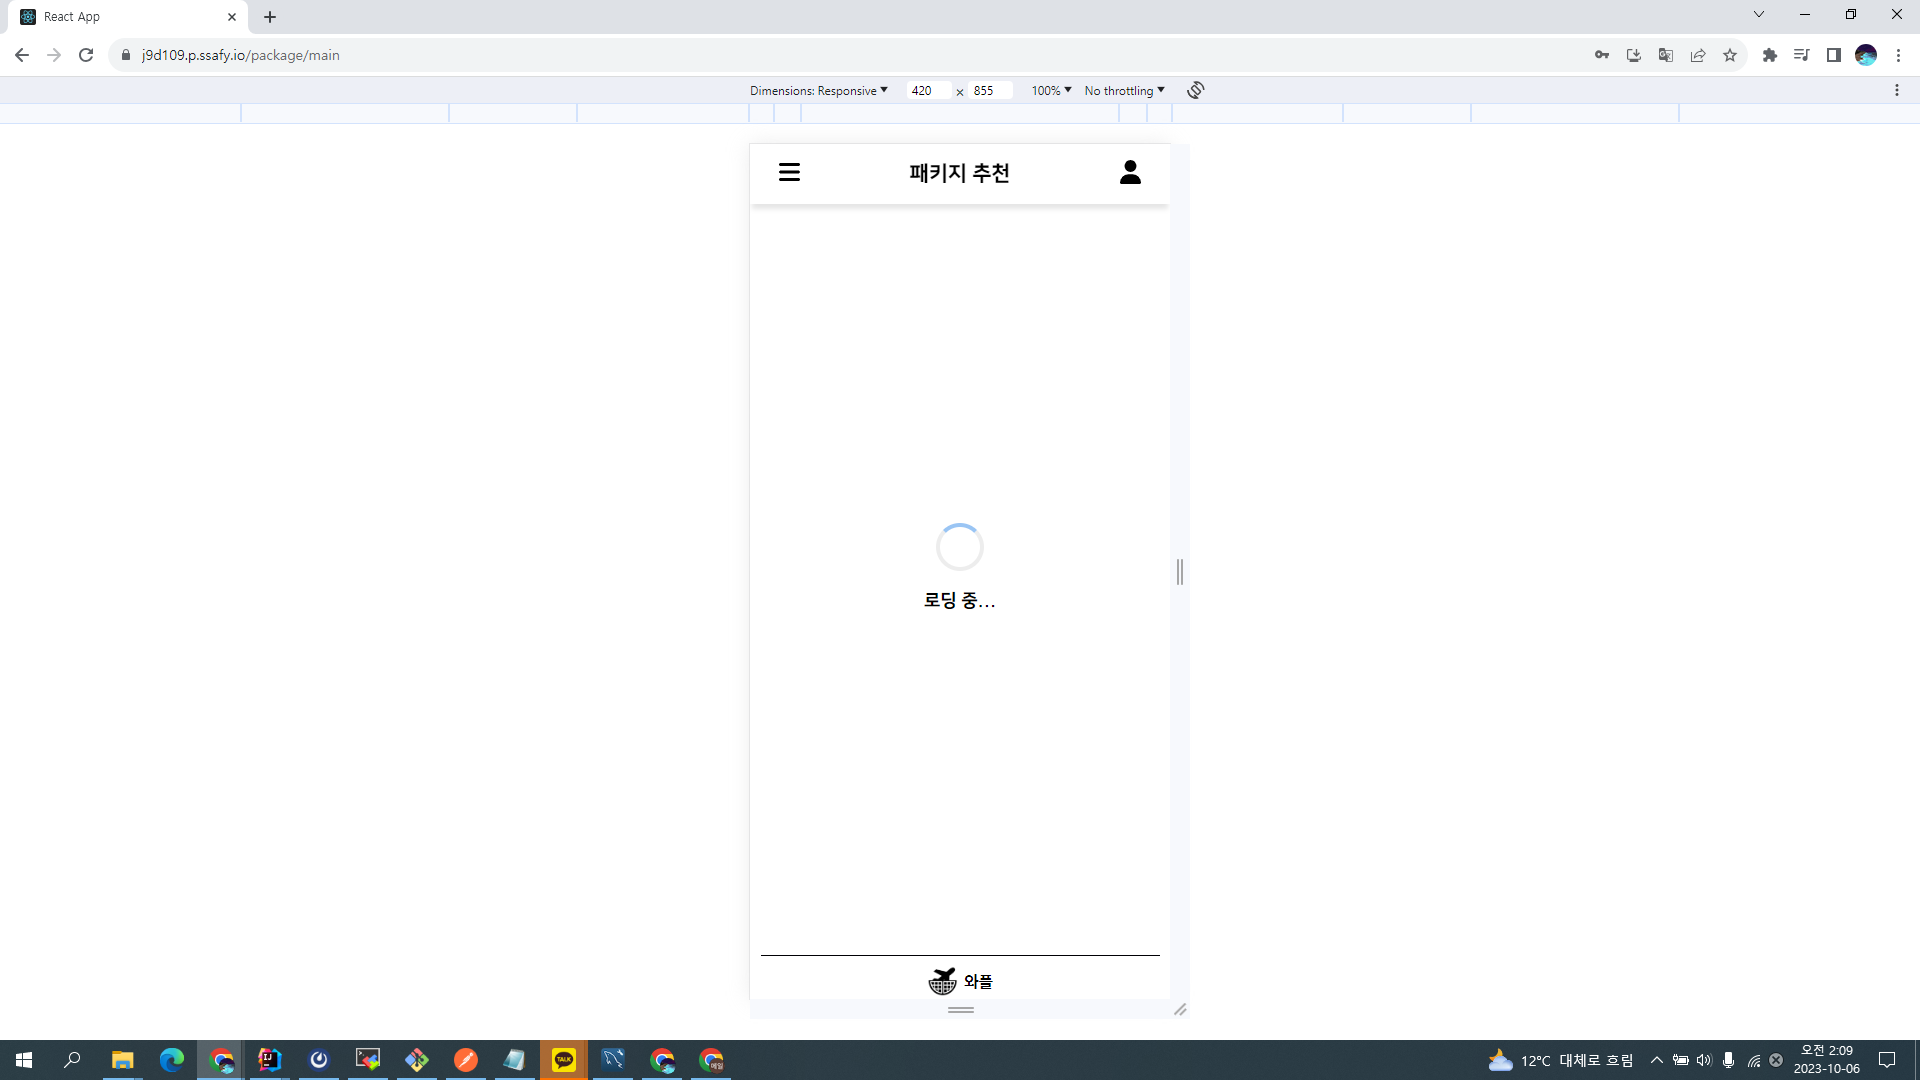 React App
j9d109.p.ssafy.io/package/main
Dimensions: Responsive 420 × 855 100% No throttling
패키지 추천
로딩 중...
와플
12°C 대체로 흐림
오전 2:09
2023-10-06